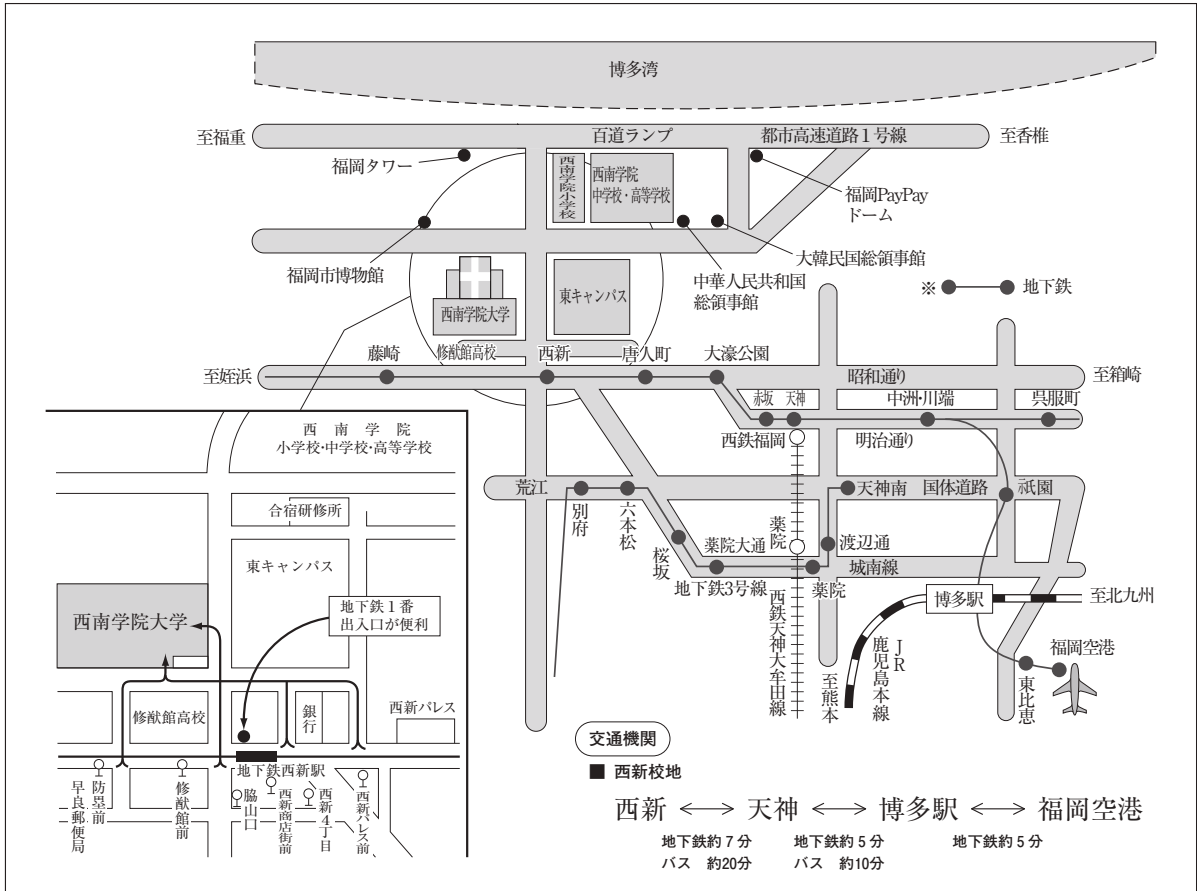 博多湾
至福重
百道ランプ
都市高速道路1号線
至香椎
福岡タワー
西南学院小学校
西南学院
中学校・高等学校
福岡PayPay
ドーム
福岡市博物館
大韓民国総領事館
中華人民共和国
総領事館
西南学院大学
東キャンパス
※
地下鉄
修猷館高校
藤崎
西新
唐人町
大濠公園
至姪浜
昭和通り
至箱崎
赤坂
天神
中洲・川端
呉服町
西鉄福岡
明治通り
荒江
別府
六本松
桜坂
薬院大通
地下鉄3号線
薬院
天神南
国体道路
祇園
渡辺通
薬院
城南線
西鉄天神大牟田線
至熊本
JR
鹿児島本線
博多駅
至北九州
福岡空港
東比恵
西南学院
小学校・中学校・高等学校
合宿研修所
東キャンパス
西南学院大学
地下鉄1番
出入口が便利
修猷館高校
銀行
西新パレス
地下鉄西新駅
早良郵便局
防塁前
修猷館前
脇山口
西新商店街前
西新4丁目
西新パレス前
交通機関
■ 西新校地
西新 ⟷ 天神 ⟷ 博多駅 ⟷ 福岡空港
地下鉄約7分 地下鉄約5分 地下鉄約5分
バス 約20分 バス 約10分